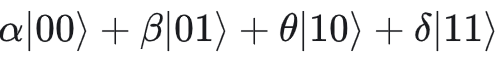 α|00⟩ + β|01⟩ + θ|10⟩ + δ|11⟩